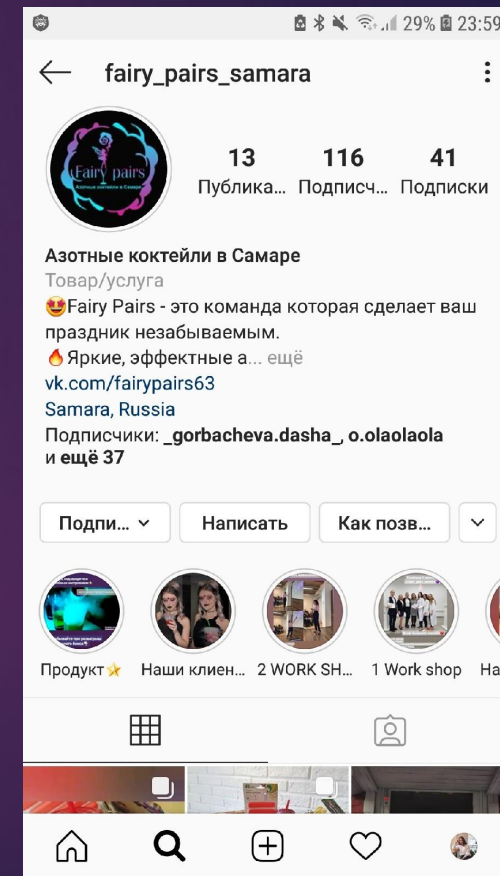 29% 23:59
fairy_pairs_samara
Fairy pairs
Азотные коктейли в Самаре
13 116 41
Публика... Подписч... Подписки
Азотные коктейли в Самаре
Товар/услуга
🤩Fairy Pairs - это команда которая сделает ваш
праздник незабываемым.
🔥Яркие, эффектные а... ещё
vk.com/fairypairs63
Samara, Russia
Подписчики: _gorbacheva.dasha_, o.olaolaola
и ещё 37
Подпи... Написать Как позв...
Продукт⭐ Наши клиен... 2 WORK SH... 1 Work shop На